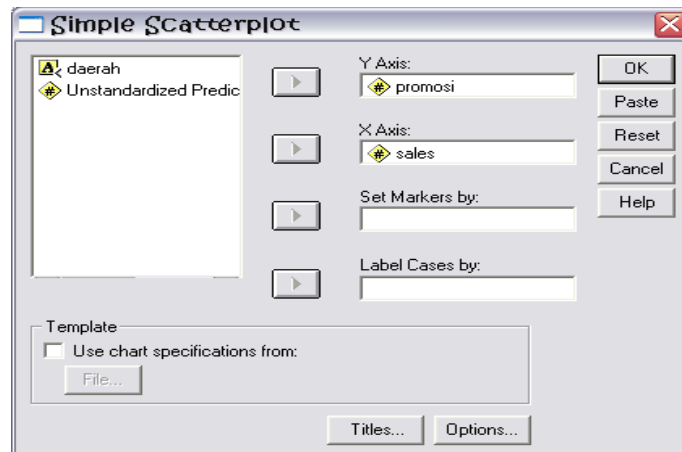 Simple Scatterplot
daerah
Unstandardized Predic
Y Axis:
promosi
X Axis:
sales
Set Markers by:
Label Cases by:
OK
Paste
Reset
Cancel
Help
Template
Use chart specifications from:
File...
Titles...
Options...